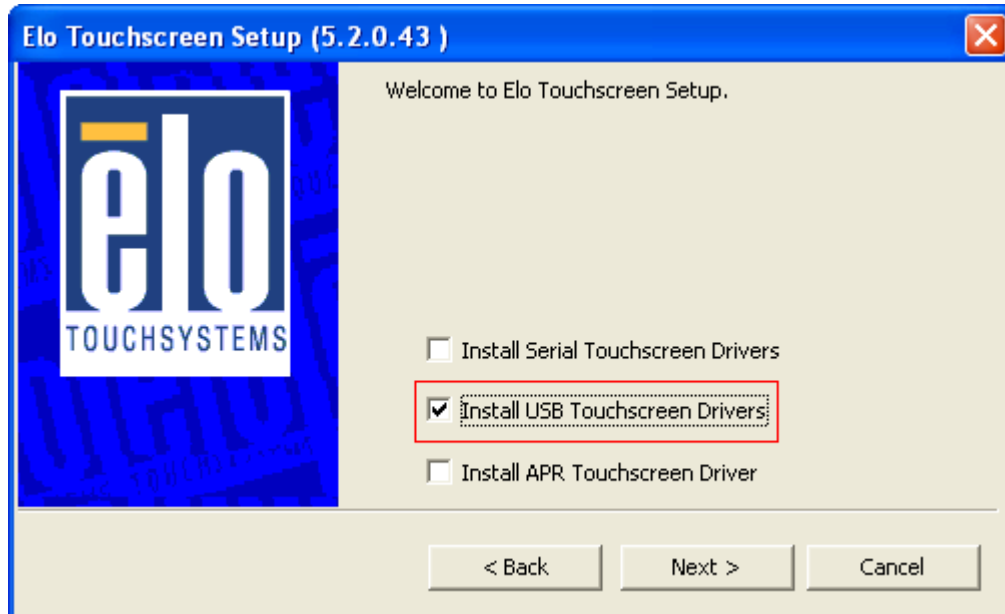 Elo Touchscreen Setup (5.2.0.43 )
Welcome to Elo Touchscreen Setup.
ēlo
TOUCHSYSTEMS
Install Serial Touchscreen Drivers
Install USB Touchscreen Drivers
Install APR Touchscreen Driver
< Back
Next >
Cancel